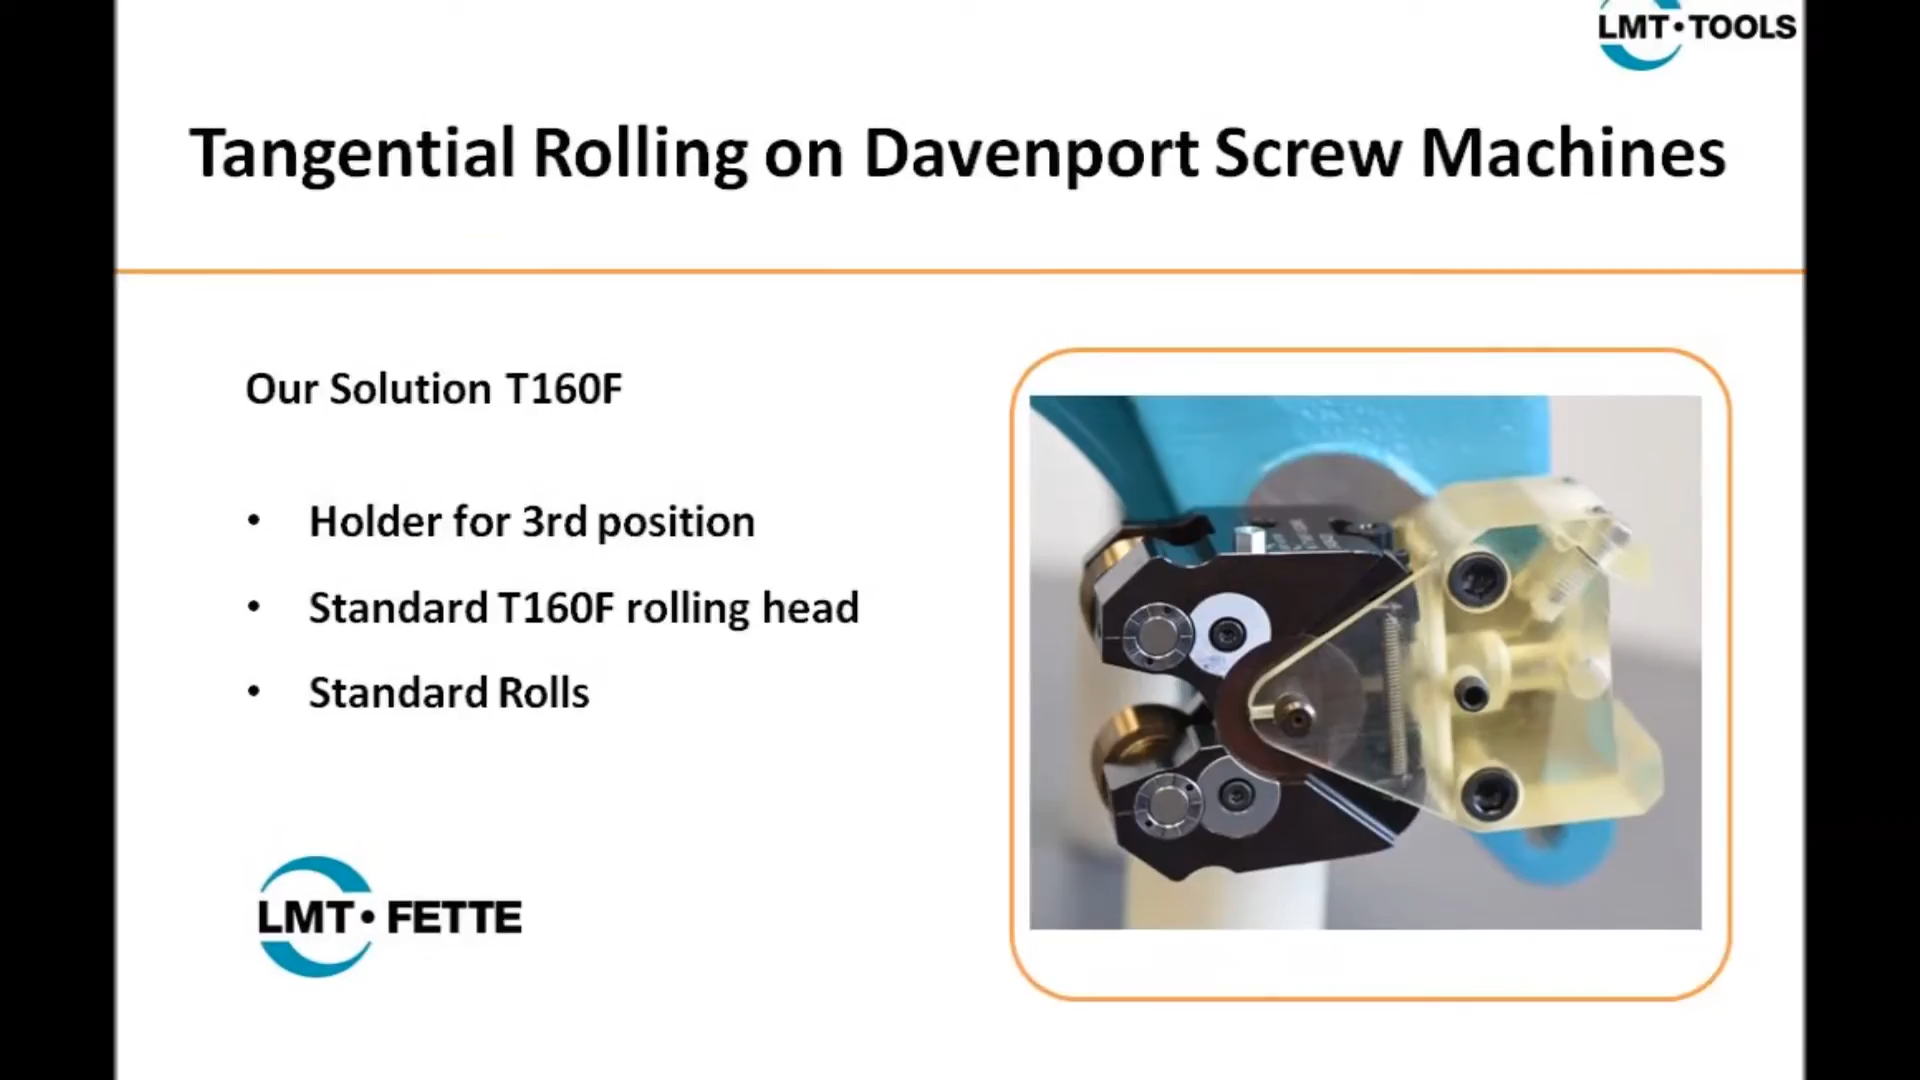 LMT·TOOLS
Tangential Rolling on Davenport Screw Machines
Our Solution T160F
• Holder for 3rd position
• Standard T160F rolling head
• Standard Rolls
LMT·FETTE